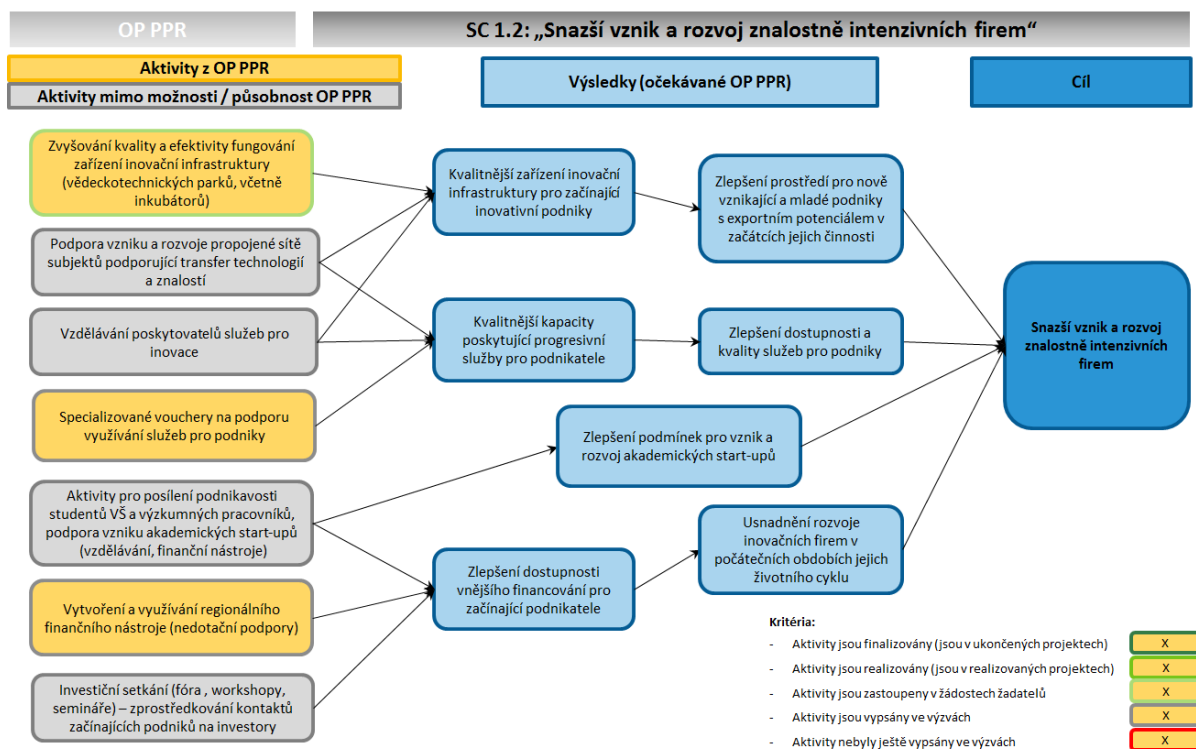 OP PPR
SC 1.2: „Snazší vznik a rozvoj znalostně intenzivních firem“
Aktivity z OP PPR
Aktivity mimo možnosti / působnost OP PPR
Výsledky (očekávané OP PPR)
Cíl
Zvyšování kvality a efektivity fungování
zařízení inovační infrastruktury
(vědeckotechnických parků, včetně
inkubátorů)
Podpora vzniku a rozvoje propojené sítě
subjektů podporující transfer technologií
a znalostí
Vzdělávání poskytovatelů služeb pro
inovace
Specializované vouchery na podporu
využívání služeb pro podniky
Aktivity pro posílení podnikavosti
studentů VŠ a výzkumných pracovníků,
podpora vzniku akademických start-upů
(vzdělávání, finanční nástroje)
Vytvoření a využívání regionálního
finančního nástroje (nedotační podpory)
Investiční setkání (fóra , workshopy,
semináře) – zprostředkování kontaktů
začínajících podniků na investory
Kvalitnější zařízení inovační
infrastruktury pro začínající
inovativní podniky
Kvalitnější kapacity
poskytující progresivní
služby pro podnikatele
Zlepšení podmínek pro vznik a
rozvoj akademických start-upů
Zlepšení dostupnosti
vnějšího financování pro
začínající podnikatele
Zlepšení prostředí pro nově
vznikající a mladé podniky
s exportním potenciálem v
začátcích jejich činnosti
Zlepšení dostupnosti a
kvality služeb pro podniky
Usnadnění rozvoje
inovačních firem v
počátečních obdobích jejich
životního cyklu
Snazší vznik a rozvoj
znalostně intenzivních
firem
Kritéria:
- Aktivity jsou finalizovány (jsou v ukončených projektech) X
- Aktivity jsou realizovány (jsou v realizovaných projektech) X
- Aktivity jsou zastoupeny v žádostech žadatelů X
- Aktivity jsou vypsány ve výzvách X
- Aktivity nebyly ještě vypsány ve výzvách X